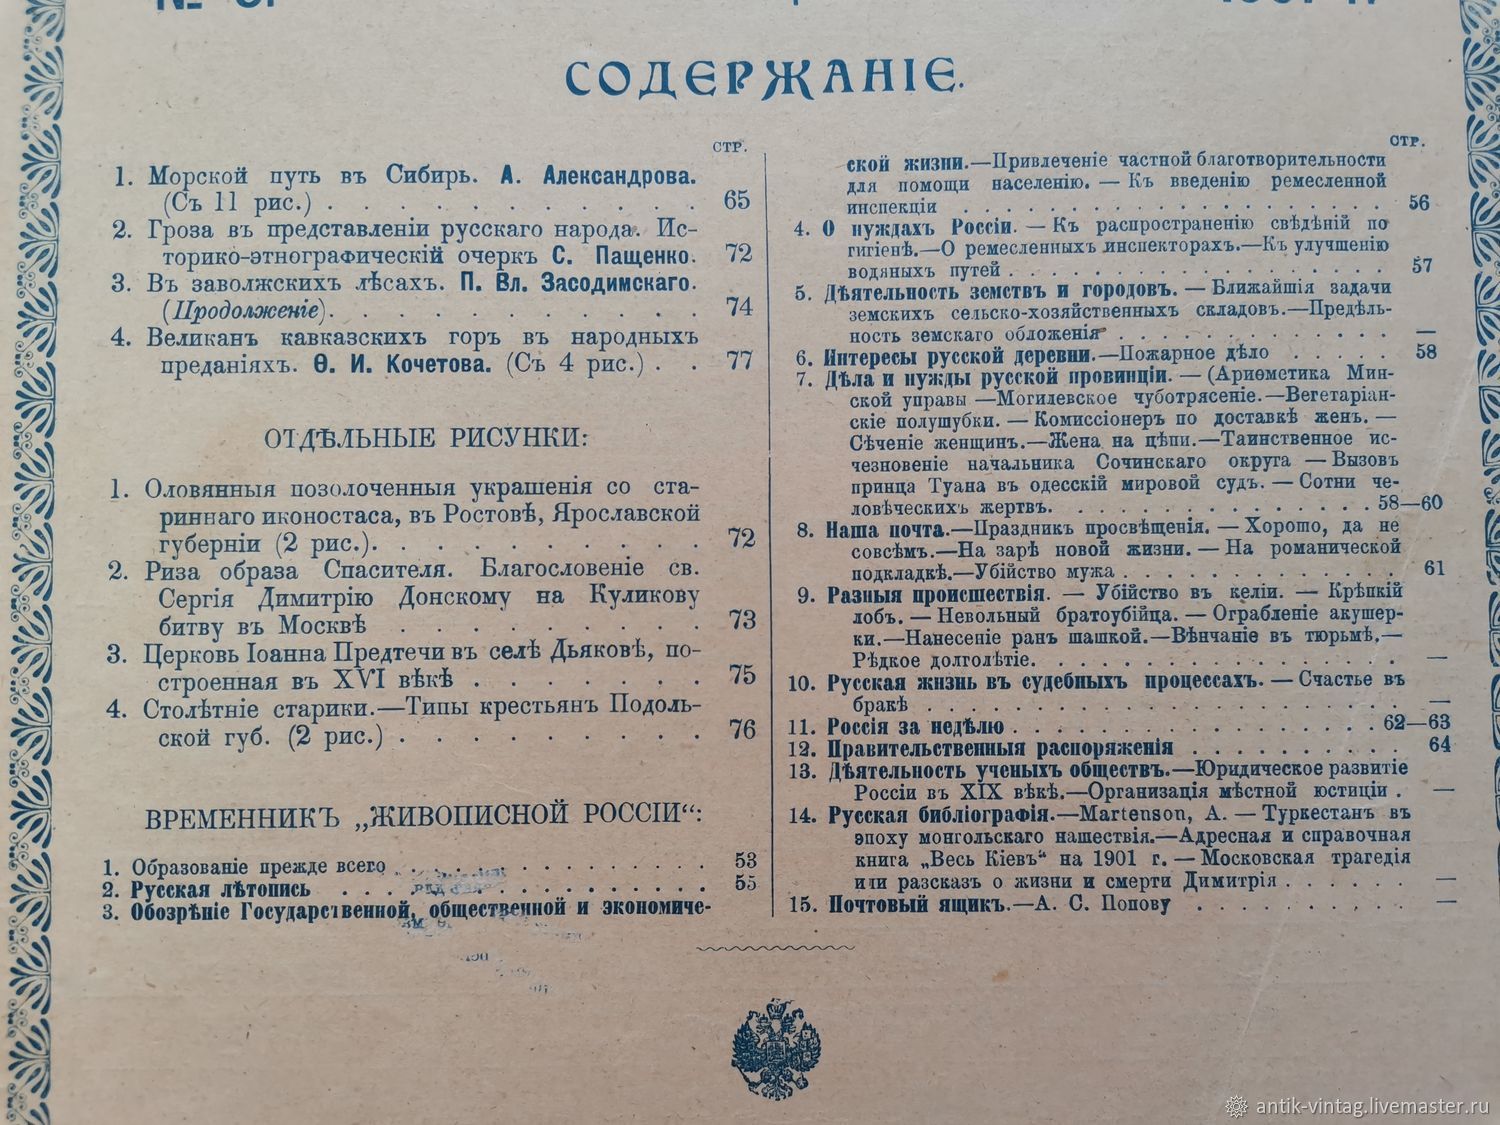 СОДЕРЖАНІЕ.
СТР.
1. Морской путь въ Сибирь. А. Александрова.
(Съ 11 рис.) . . . . . . . . . . . . 65
2. Гроза въ представленіи русскаго народа. Ис-
торико-этнографическій очеркъ С. Пащенко. 72
3. Въ заволжскихъ лѣсахъ. П. Вл. Засодимскаго.
(Продолженіе). . . . . . . . . . . . 74
4. Великанъ кавказскихъ горъ въ народныхъ
преданіяхъ. Ѳ. И. Кочетова. (Съ 4 рис.) . . 77
ОТДѢЛЬНЫЕ РИСУНКИ:
1. Оловянныя позолоченныя украшенія со ста-
риннаго иконостаса, въ Ростовѣ, Ярославской
губерніи (2 рис.). . . . . . . . . . 72
2. Риза образа Спасителя. Благословеніе св.
Сергія Димитрію Донскому на Куликову
битву въ Москвѣ . . . . . . . . . 73
3. Церковь Іоанна Предтечи въ селѣ Дьяковѣ, по-
строенная въ XVI вѣкѣ . . . . . . . 75
4. Столѣтніе старики.—Типы крестьянъ Подоль-
ской губ. (2 рис.) . . . . . . . . . 76
ВРЕМЕННИКЪ „ЖИВОПИСНОЙ РОССІИ“:
1. Образованіе прежде всего . . . . . . . . . 53
2. Русская лѣтопись . . . . . . . . . . . . 55
3. Обозрѣніе Государственной, общественной и экономиче-
СТР.
ской жизни.—Привлеченіе частной благотворительности
для помощи населенію. — Къ введенію ремесленной
инспекціи . . . . . . . . . . . . . . 56
4. О нуждахъ Россіи. — Къ распространенію свѣдѣній по
гигіенѣ.—О ремесленныхъ инспекторахъ.—Къ улучшенію
водяныхъ путей . . . . . . . . . . . . 57
5. Дѣятельность земствъ и городовъ. — Ближайшія задачи
земскихъ сельско-хозяйственныхъ складовъ.—Предѣль-
ность земскаго обложенія . . . . . . . . . —
6. Интересы русской деревни.—Пожарное дѣло . . . . . 58
7. Дѣла и нужды русской провинціи. — (Ариѳметика Мин-
ской управы —Могилевское чуботрясеніе.—Вегетаріан-
скіе полушубки. — Комиссіонеръ по доставкѣ женъ. —
Сѣченіе женщинъ.—Жена на цѣпи.—Таинственное ис-
чезновеніе начальника Сочинскаго округа — Вызовъ
принца Туана въ одесскій мировой судъ. — Сотни че-
ловѣческихъ жертвъ. . . . . . . . . . . . 58—60
8. Наша почта.—Праздникъ просвѣщенія. — Хорошо, да не
совсѣмъ.—На зарѣ новой жизни. — На романической
подкладкѣ.—Убійство мужа . . . . . . . . . 61
9. Разныя происшествія. — Убійство въ келіи. — Крѣпкій
лобъ. — Невольный братоубійца. — Ограбленіе акушер-
ки.—Нанесеніе ранъ шашкой.—Вѣнчаніе въ тюрьмѣ.—
Рѣдкое долголѣтіе. . . . . . . . . . . . . —
10. Русская жизнь въ судебныхъ процессахъ. — Счастье въ
бракѣ . . . . . . . . . . . . . . . . —
11. Россія за недѣлю . . . . . . . . . . . . . 62—63
12. Правительственныя распоряженія . . . . . . . . 64
13. Дѣятельность ученыхъ обществъ.—Юридическое развитіе
Россіи въ XIX вѣкѣ.—Организація мѣстной юстиціи . —
14. Русская библіографія.—Martenson, A. — Туркестанъ въ
эпоху монгольскаго нашествія.—Адресная и справочная
книга „Весь Кіевъ“ на 1901 г. — Московская трагедія
или разсказъ о жизни и смерти Димитрія . . . . . . —
15. Почтовый ящикъ.—А. С. Попову . . . . . . . . . —
antik-vintag.livemaster.ru